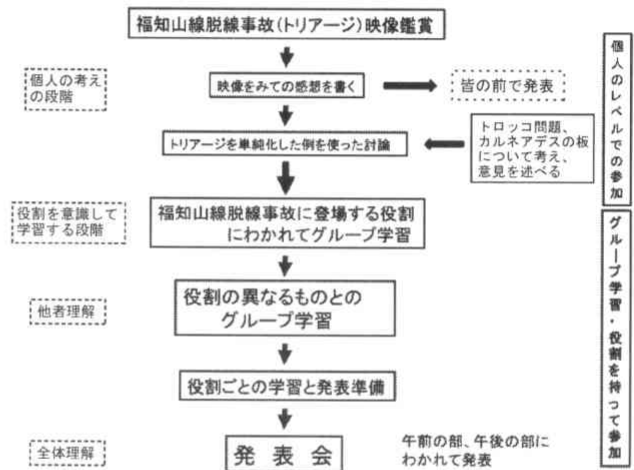 福知山線脱線事故(トリアージ)映像鑑賞
個人の考え
の段階
映像をみての感想を書く
皆の前で発表
トリアージを単純化した例を使った討論
トロッコ問題、
カルネアデスの板
について考え、
意見を述べる
個人のレベルでの参加
役割を意識して
学習する段階
福知山線脱線事故に登場する役割
にわかれてグループ学習
他者理解
役割の異なるものとの
グループ学習
役割ごとの学習と発表準備
グループ学習・役割を持って参加
全体理解
発 表 会
午前の部、午後の部に
わかれて発表